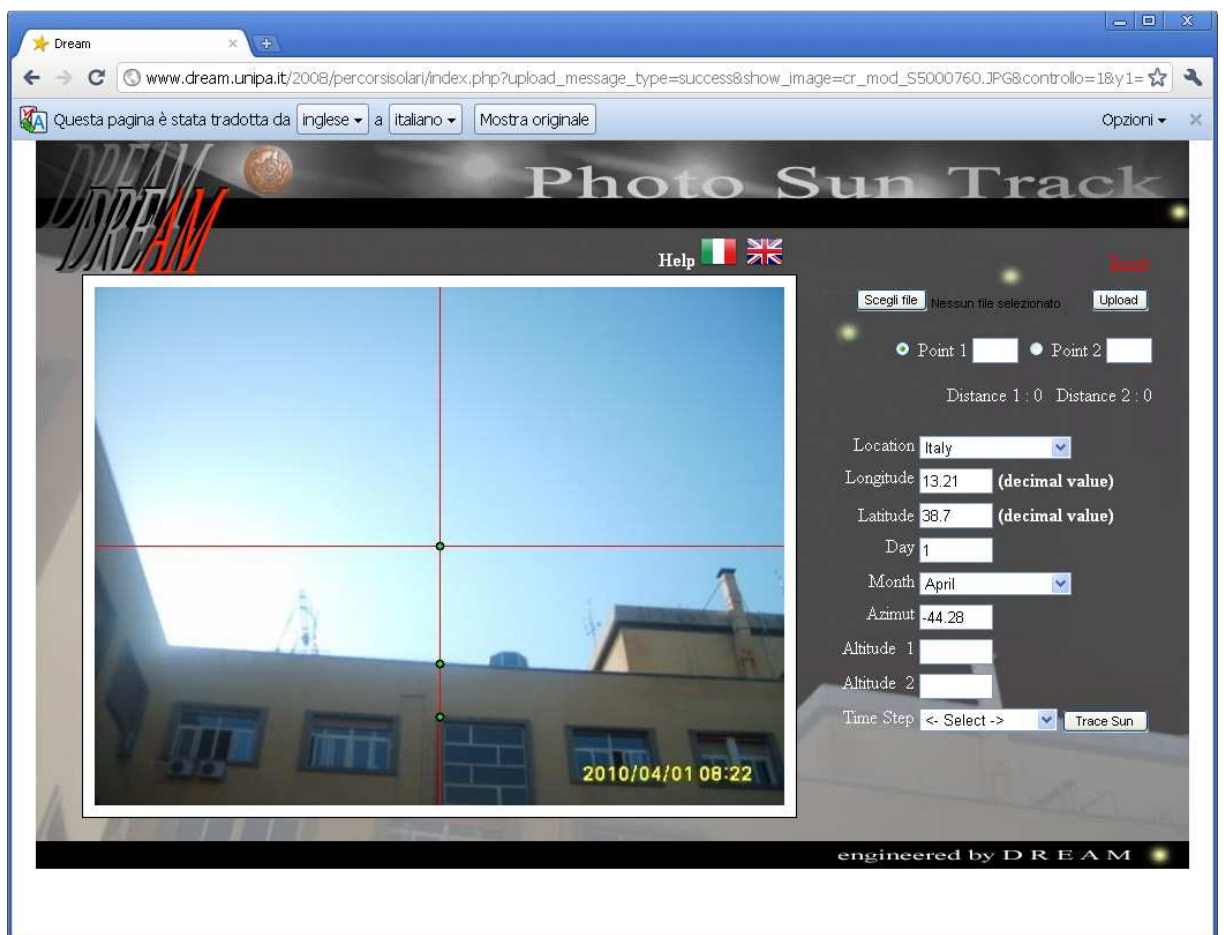 Dream
www.dream.unipa.it/2008/percorsisolari/index.php?upload_message_type=success&show_image=cr_mod_S5000760.JPG&controllo=1&y1=
Questa pagina è stata tradotta da inglese a italiano Mostra originale Opzioni
DREAM
DREAM
Photo Sun Track
Help
Scegli file Nessun file selezionato Upload
Point 1 Point 2
Distance 1 : 0 Distance 2 : 0
Location Italy
Longitude 13.21 (decimal value)
Latitude 38.7 (decimal value)
Day 1
Month April
Azimut -44.28
Altitude 1
Altitude 2
Time Step <- Select -> Trace Sun
2010/04/01 08:22
engineered by D R E A M